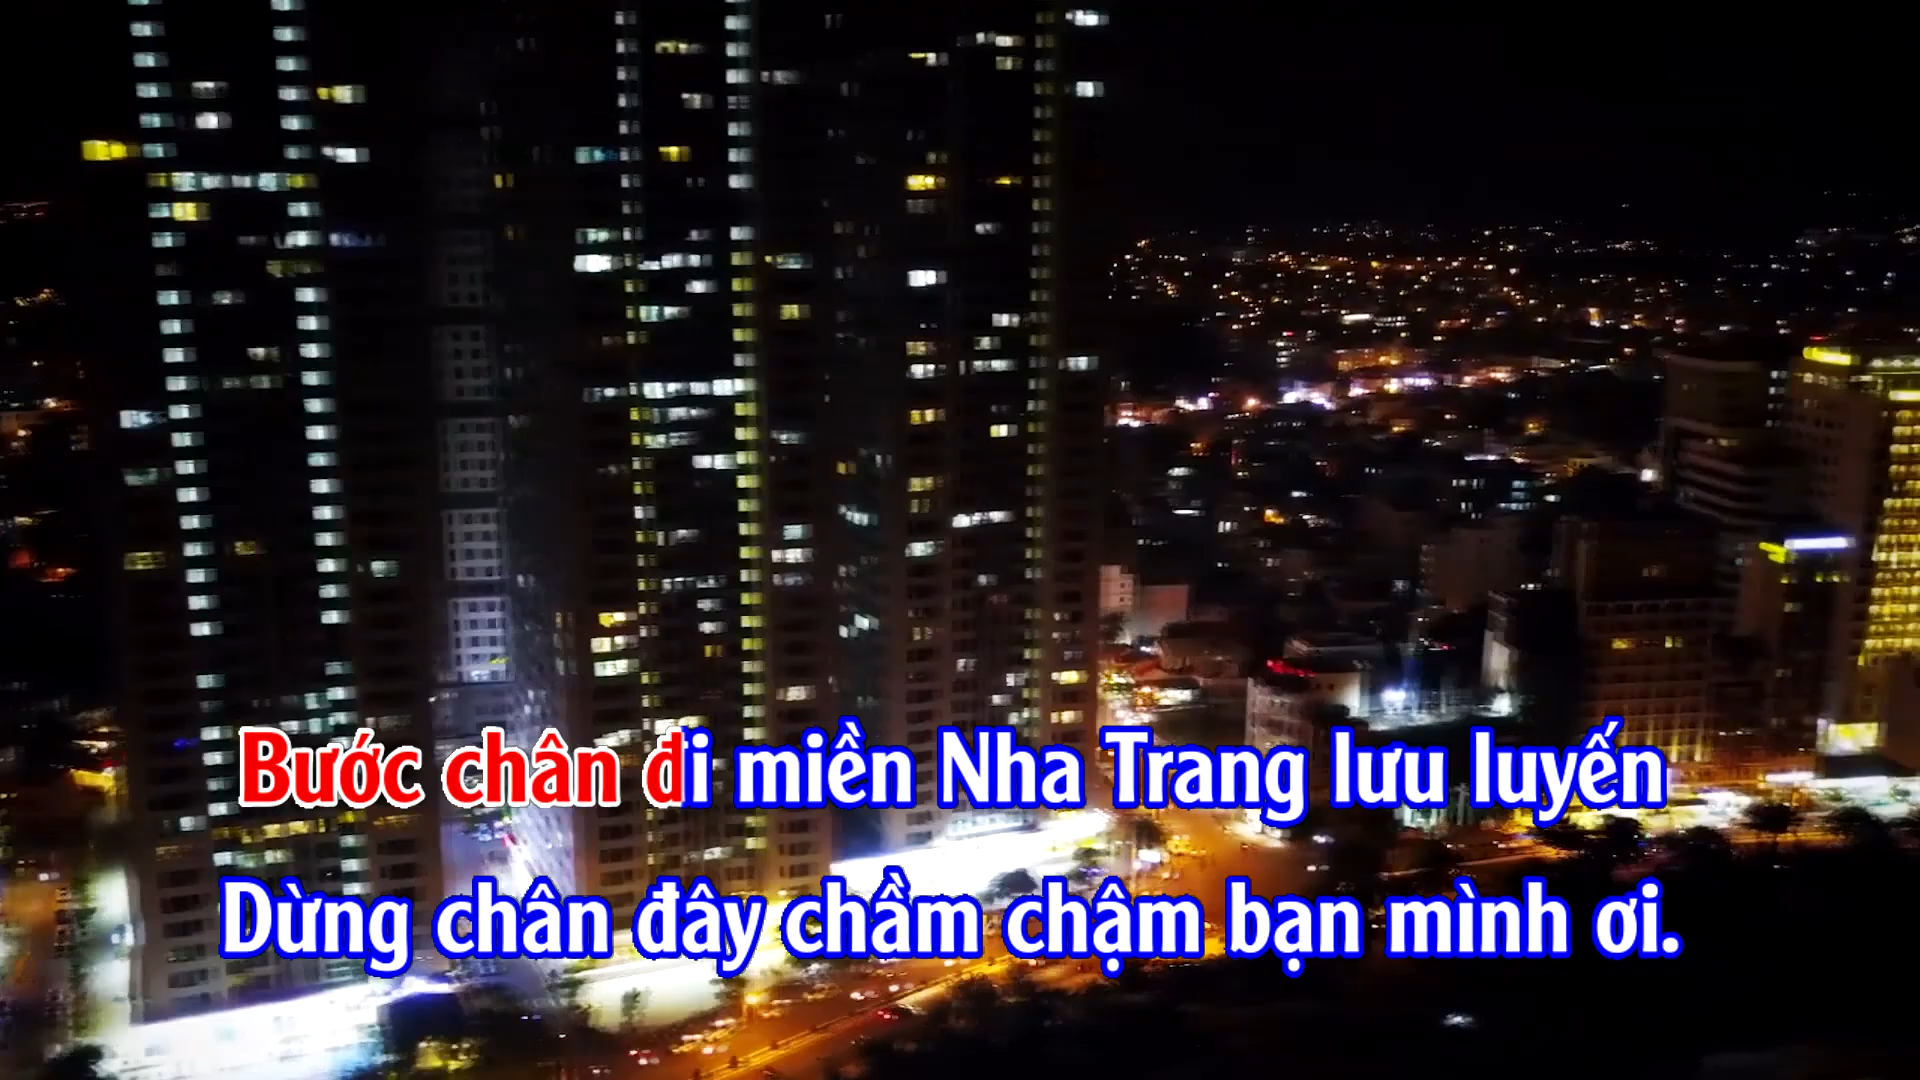 Bước chân đi miền Nha Trang lưu luyến
Dừng chân đây chầm chậm bạn mình ơi.